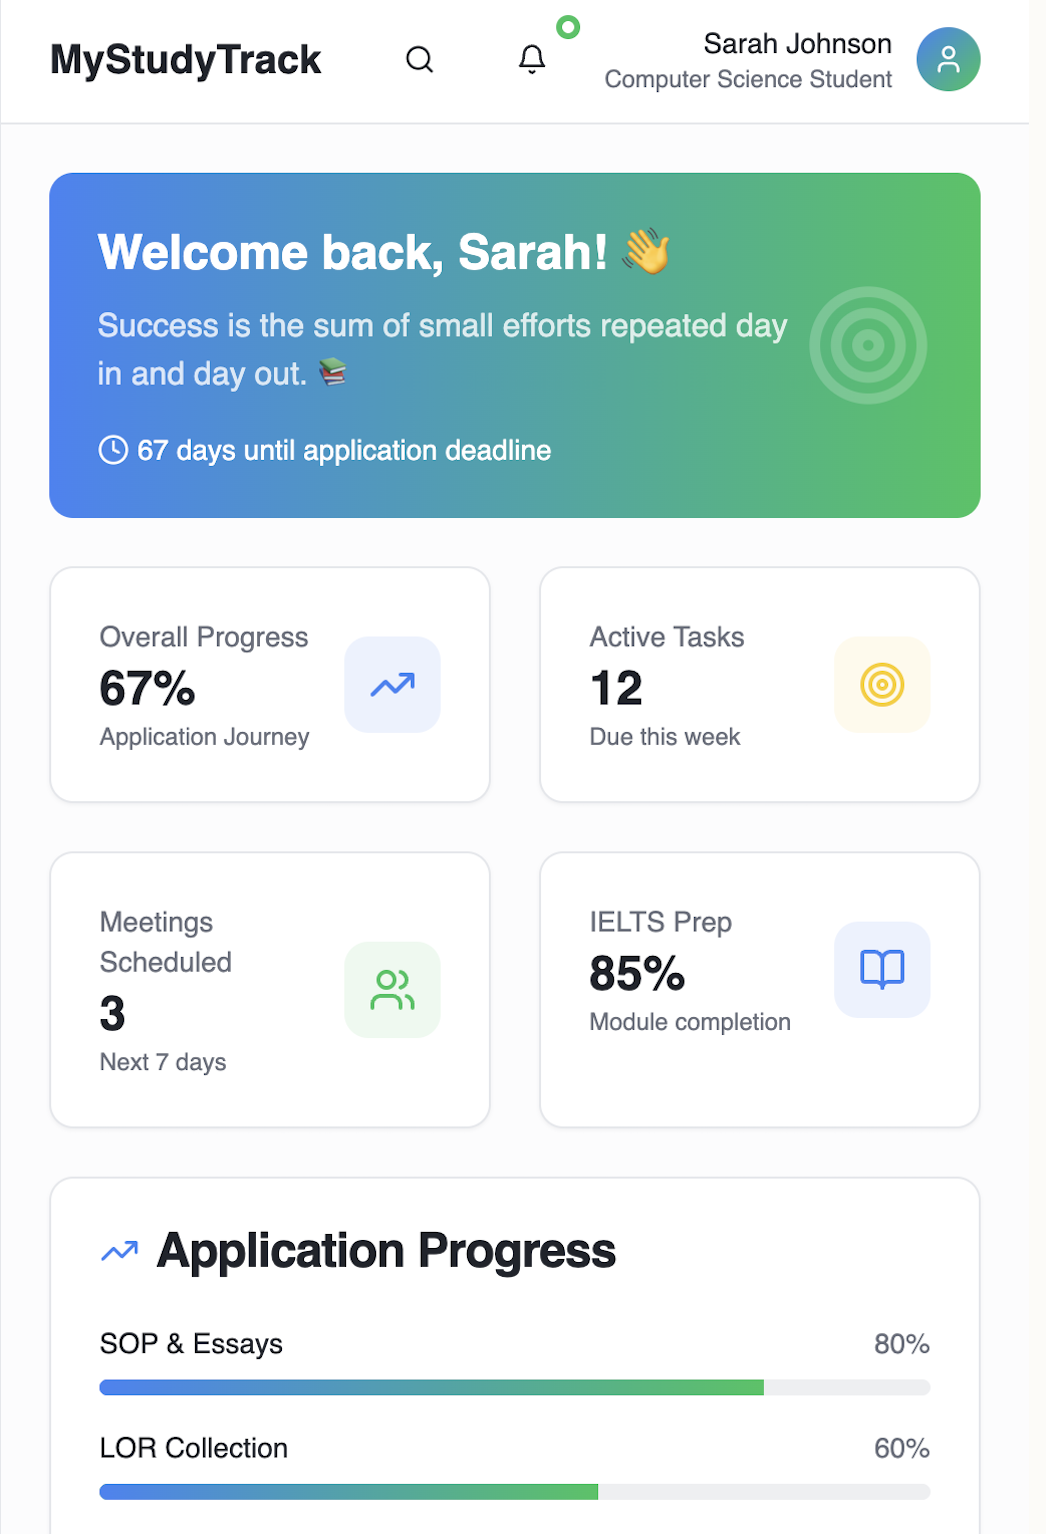 MyStudyTrack
Sarah Johnson
Computer Science Student
Welcome back, Sarah! 👋
Success is the sum of small efforts repeated day
in and day out. 📚
67 days until application deadline
Overall Progress
67%
Application Journey
Active Tasks
12
Due this week
Meetings
Scheduled
3
Next 7 days
IELTS Prep
85%
Module completion
Application Progress
SOP & Essays
80%
LOR Collection
60%